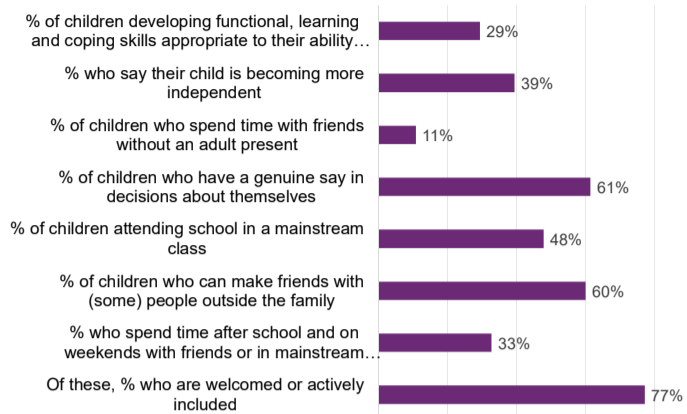 % of children developing functional, learning
and coping skills appropriate to their ability…
29%
% who say their child is becoming more
independent
39%
% of children who spend time with friends
without an adult present
11%
% of children who have a genuine say in
decisions about themselves
61%
% of children attending school in a mainstream
class
48%
% of children who can make friends with
(some) people outside the family
60%
% who spend time after school and on
weekends with friends or in mainstream…
33%
Of these, % who are welcomed or actively
included
77%